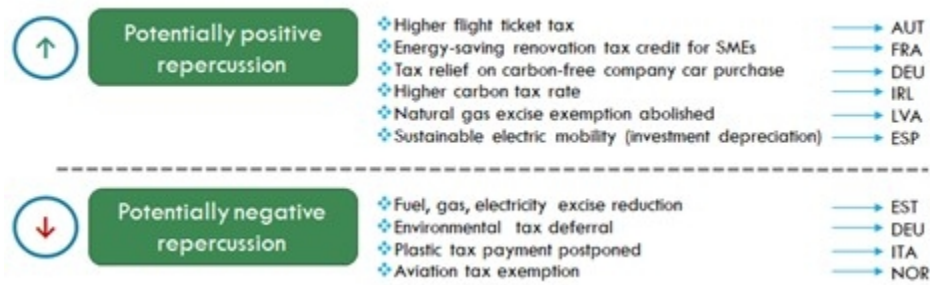 Potentially positive
repercussion
Higher flight ticket tax AUT
Energy-saving renovation tax credit for SMEs FRA
Tax relief on carbon-free company car purchase DEU
Higher carbon tax rate IRL
Natural gas excise exemption abolished LVA
Sustainable electric mobility (investment depreciation) ESP
Potentially negative
repercussion
Fuel, gas, electricity excise reduction EST
Environmental tax deferral DEU
Plastic tax payment postponed ITA
Aviation tax exemption NOR